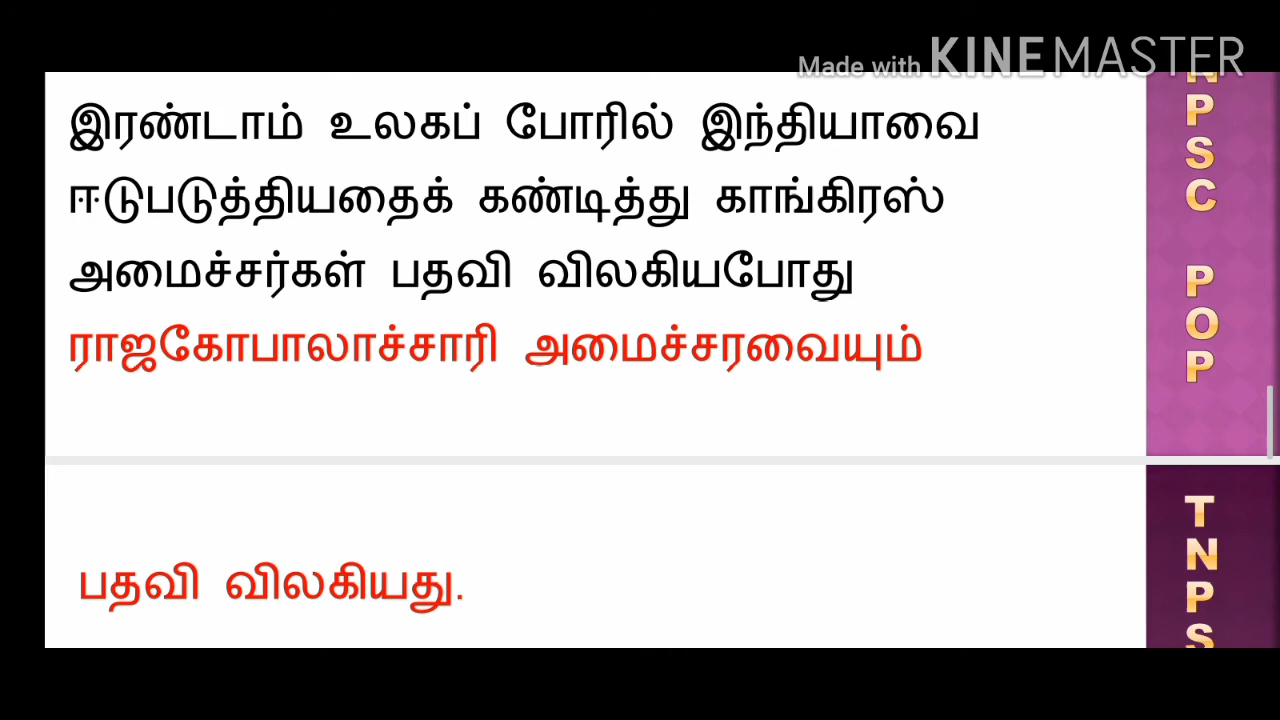 Made with KINEMASTER
இரண்டாம் உலகப் போரில் இந்தியாவை
ஈடுபடுத்தியதைக் கண்டித்து காங்கிரஸ்
அமைச்சர்கள் பதவி விலகியபோது
ராஜகோபாலாச்சாரி அமைச்சரவையும்
பதவி விலகியது.
NPSC POP
TNPS